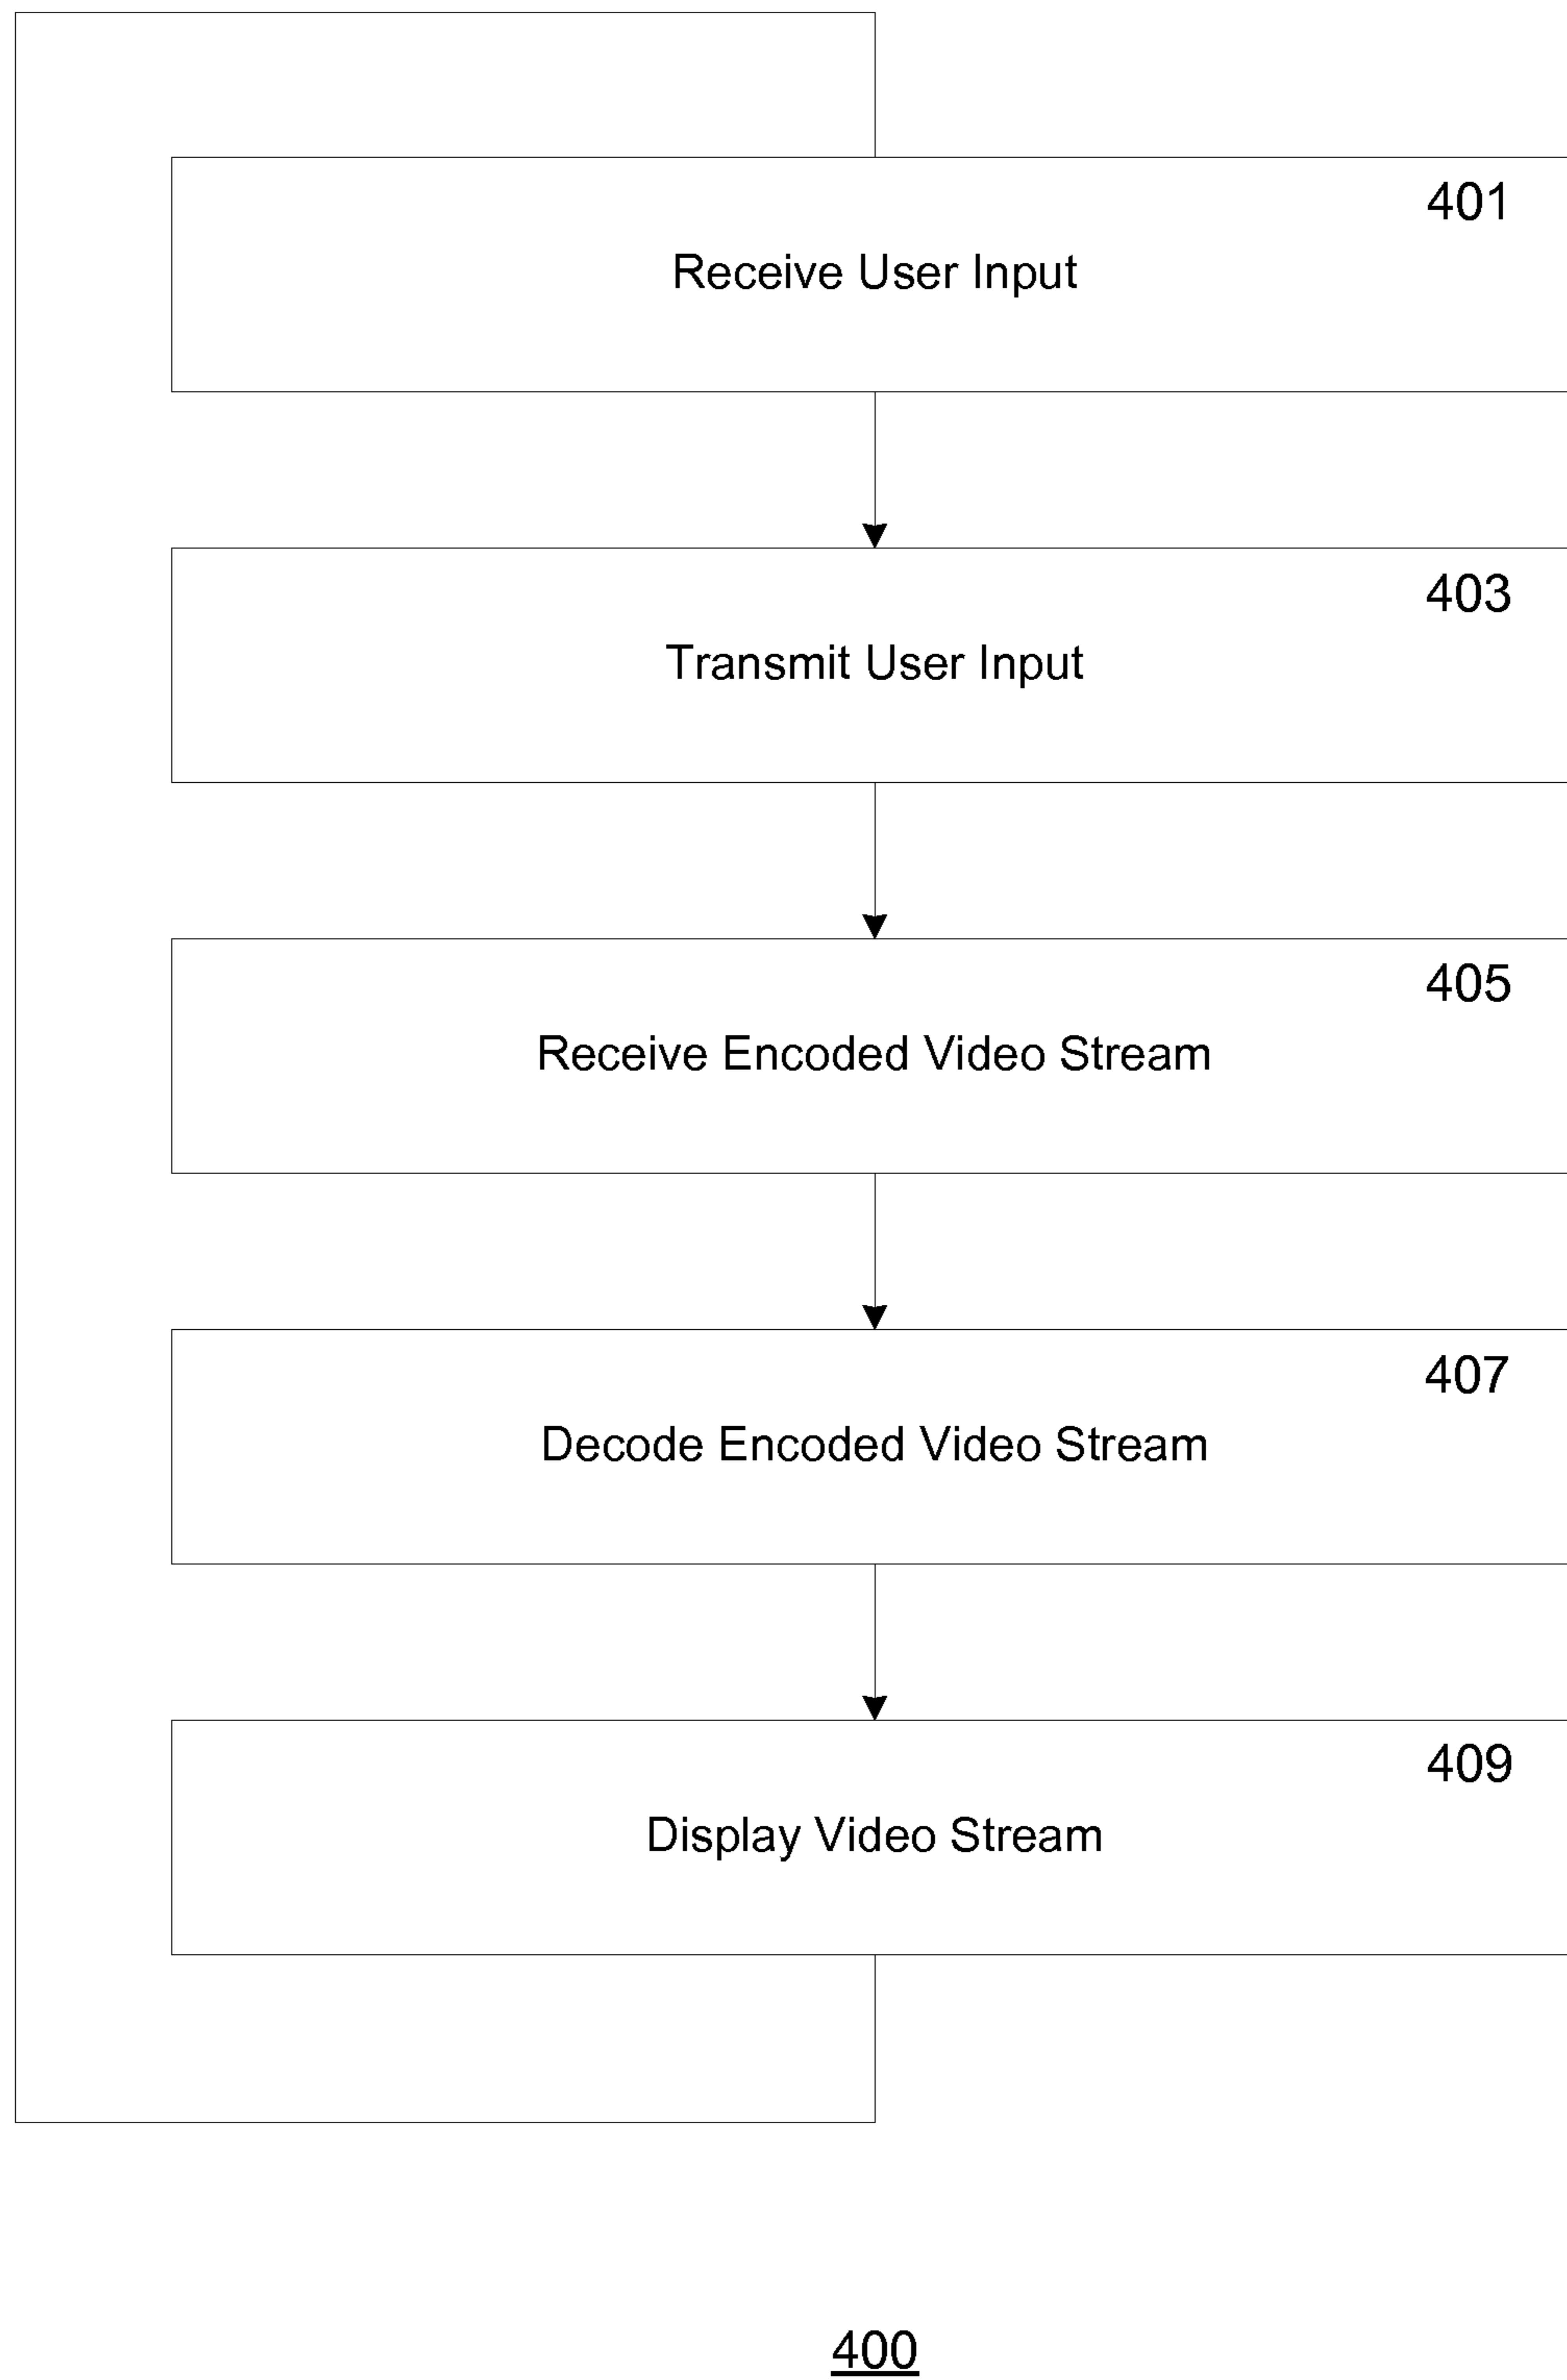 401
Receive User Input
403
Transmit User Input
405
Receive Encoded Video Stream
407
Decode Encoded Video Stream
409
Display Video Stream
400